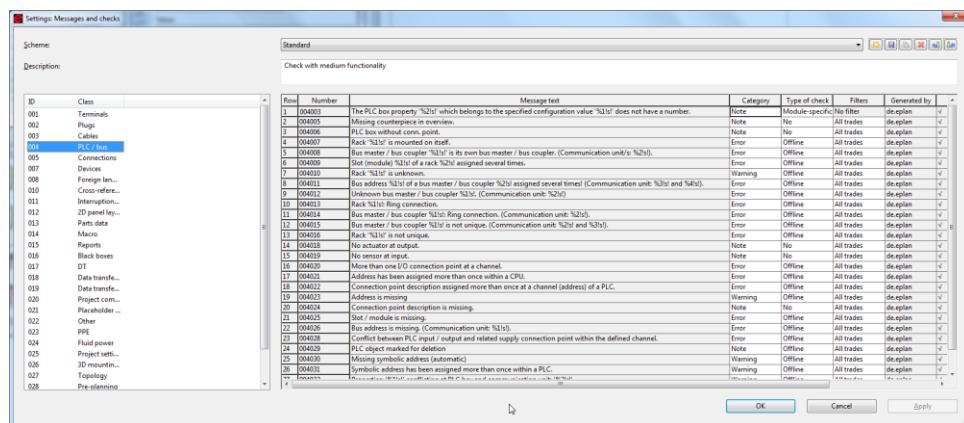 Settings: Messages and checks
Scheme:
Standard
Description:
Check with medium functionality
ID Class
001 Terminals
002 Plugs
003 Cables
004 PLC / bus
005 Connections
007 Devices
008 Foreign lan...
010 Cross-refere...
011 Interruption...
012 2D panel lay...
013 Parts data
014 Macro
015 Reports
016 Black boxes
017 DT
018 Data transfe...
019 Data transfe...
020 Project com...
021 Placeholder ...
022 Other
023 PPE
024 Fluid power
025 Project setti...
026 3D mountin...
027 Topology
028 Pre-planning
Row Number Message text Category Type of check Filters Generated by
1 004003 The PLC box property '%2!s!' which belongs to the specified configuration value '%1!s!' does not have a number. Note Module-specific No filter de.eplan √
2 004005 Missing counterpiece in overview. Note No All trades de.eplan √
3 004006 PLC box without conn. point. Note No All trades de.eplan √
4 004007 Rack '%1!s!' is mounted on itself. Error Offline All trades de.eplan √
5 004008 Bus master / bus coupler '%1!s!' is its own bus master / bus coupler. (Communication unit/s: %2!s!). Error Offline All trades de.eplan √
6 004009 Slot (module) %1!s! of a rack %2!s! assigned several times. Error Offline All trades de.eplan √
7 004010 Rack '%1!s!' is unknown. Warning Offline All trades de.eplan √
8 004011 Bus address %1!s! of a bus master / bus coupler %2!s! assigned several times! (Communication unit: %3!s! and %4!s!). Error Offline All trades de.eplan √
9 004012 Unknown bus master / bus coupler %1!s!. (Communication unit: %2!s!) Error Offline All trades de.eplan √
10 004013 Rack %1!s!: Ring connection. Error Offline All trades de.eplan √
11 004014 Bus master / bus coupler %1!s!: Ring connection. (Communication unit: %2!s!). Error Offline All trades de.eplan √
12 004015 Bus master / bus coupler %1!s! is not unique. (Communication unit: %2!s! and %3!s!). Error Offline All trades de.eplan √
13 004016 Rack '%1!s!' is not unique. Error Offline All trades de.eplan √
14 004018 No actuator at output. Note No All trades de.eplan √
15 004019 No sensor at input. Note No All trades de.eplan √
16 004020 More than one I/O connection point at a channel. Error Offline All trades de.eplan √
17 004021 Address has been assigned more than once within a CPU. Error Offline All trades de.eplan √
18 004022 Connection point description assigned more than once at a channel (address) of a PLC. Error Offline All trades de.eplan √
19 004023 Address is missing Warning Offline All trades de.eplan √
20 004024 Connection point description is missing. Note No All trades de.eplan √
21 004025 Slot / module is missing. Error Offline All trades de.eplan √
22 004026 Bus address is missing. (Communication unit: %1!s!). Error Offline All trades de.eplan √
23 004028 Conflict between PLC input / output and related supply connection point within the defined channel. Error Offline All trades de.eplan √
24 004029 PLC object marked for deletion Note Offline All trades de.eplan √
25 004030 Missing symbolic address (automatic) Warning Offline All trades de.eplan √
26 004031 Symbolic address has been assigned more than once within a PLC. Warning Offline All trades de.eplan √
OK Cancel Apply